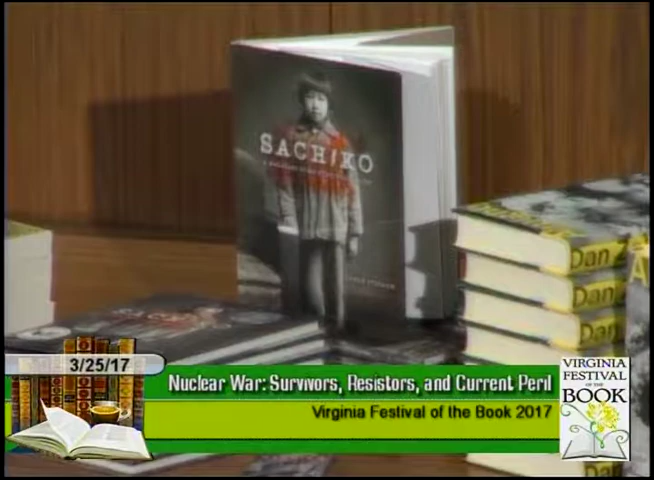 SACHIKO
Dan
Dan
Dan
3/25/17
Nuclear War: Survivors, Resistors, and Current Peril
Virginia Festival of the Book 2017
VIRGINIA
FESTIVAL
OF THE
BOOK
Dan